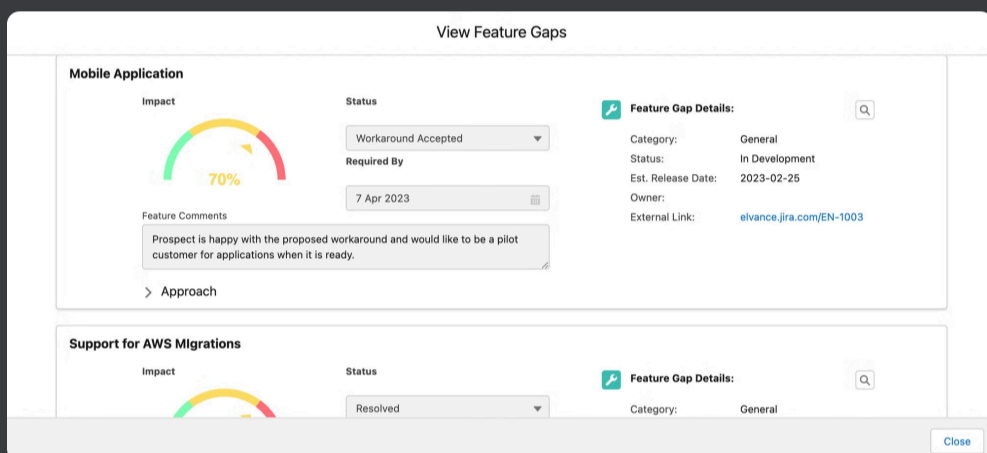 View Feature Gaps
Mobile Application
Impact
70%
Status
Workaround Accepted
Required By
7 Apr 2023
Feature Comments
Prospect is happy with the proposed workaround and would like to be a pilot
customer for applications when it is ready.
Approach
Feature Gap Details:
Category: General
Status: In Development
Est. Release Date: 2023-02-25
Owner:
External Link: elvance.jira.com/EN-1003
Support for AWS MIgrations
Impact
Status
Resolved
Feature Gap Details:
Category: General
Close